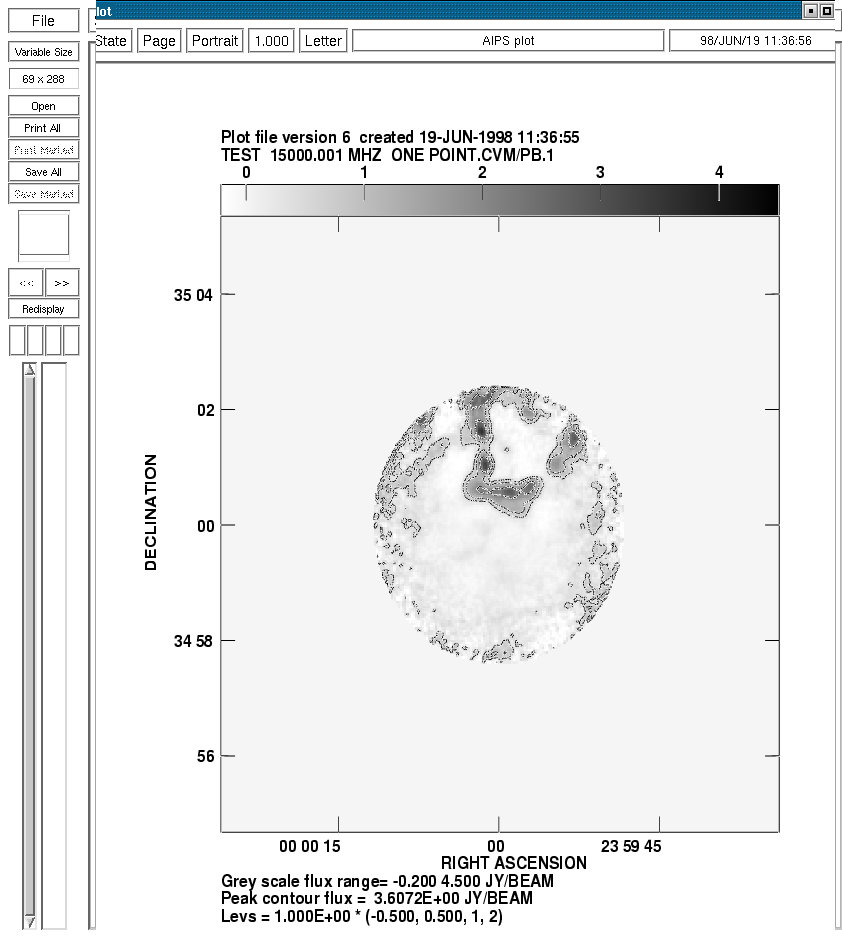 File
lot
Variable Size
State Page Portrait 1.000 Letter AIPS plot 98/JUN/19 11:36:56
69 x 288
Open
Print All
Print Marked
Save All
Save Marked
<< >>
Redisplay
Plot file version 6 created 19-JUN-1998 11:36:55
TEST 15000.001 MHZ ONE POINT.CVM/PB.1
0 1 2 3 4
35 04
02
00
34 58
56
DECLINATION
00 00 15 00 23 59 45
RIGHT ASCENSION
Grey scale flux range= -0.200 4.500 JY/BEAM
Peak contour flux = 3.6072E+00 JY/BEAM
Levs = 1.000E+00 * (-0.500, 0.500, 1, 2)